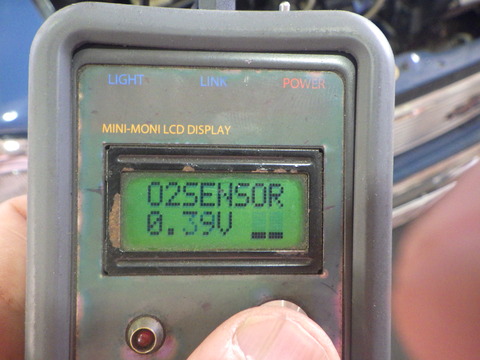 LIGHT LINK POWER
MINI-MONI LCD DISPLAY
O2SENSOR
0.39V